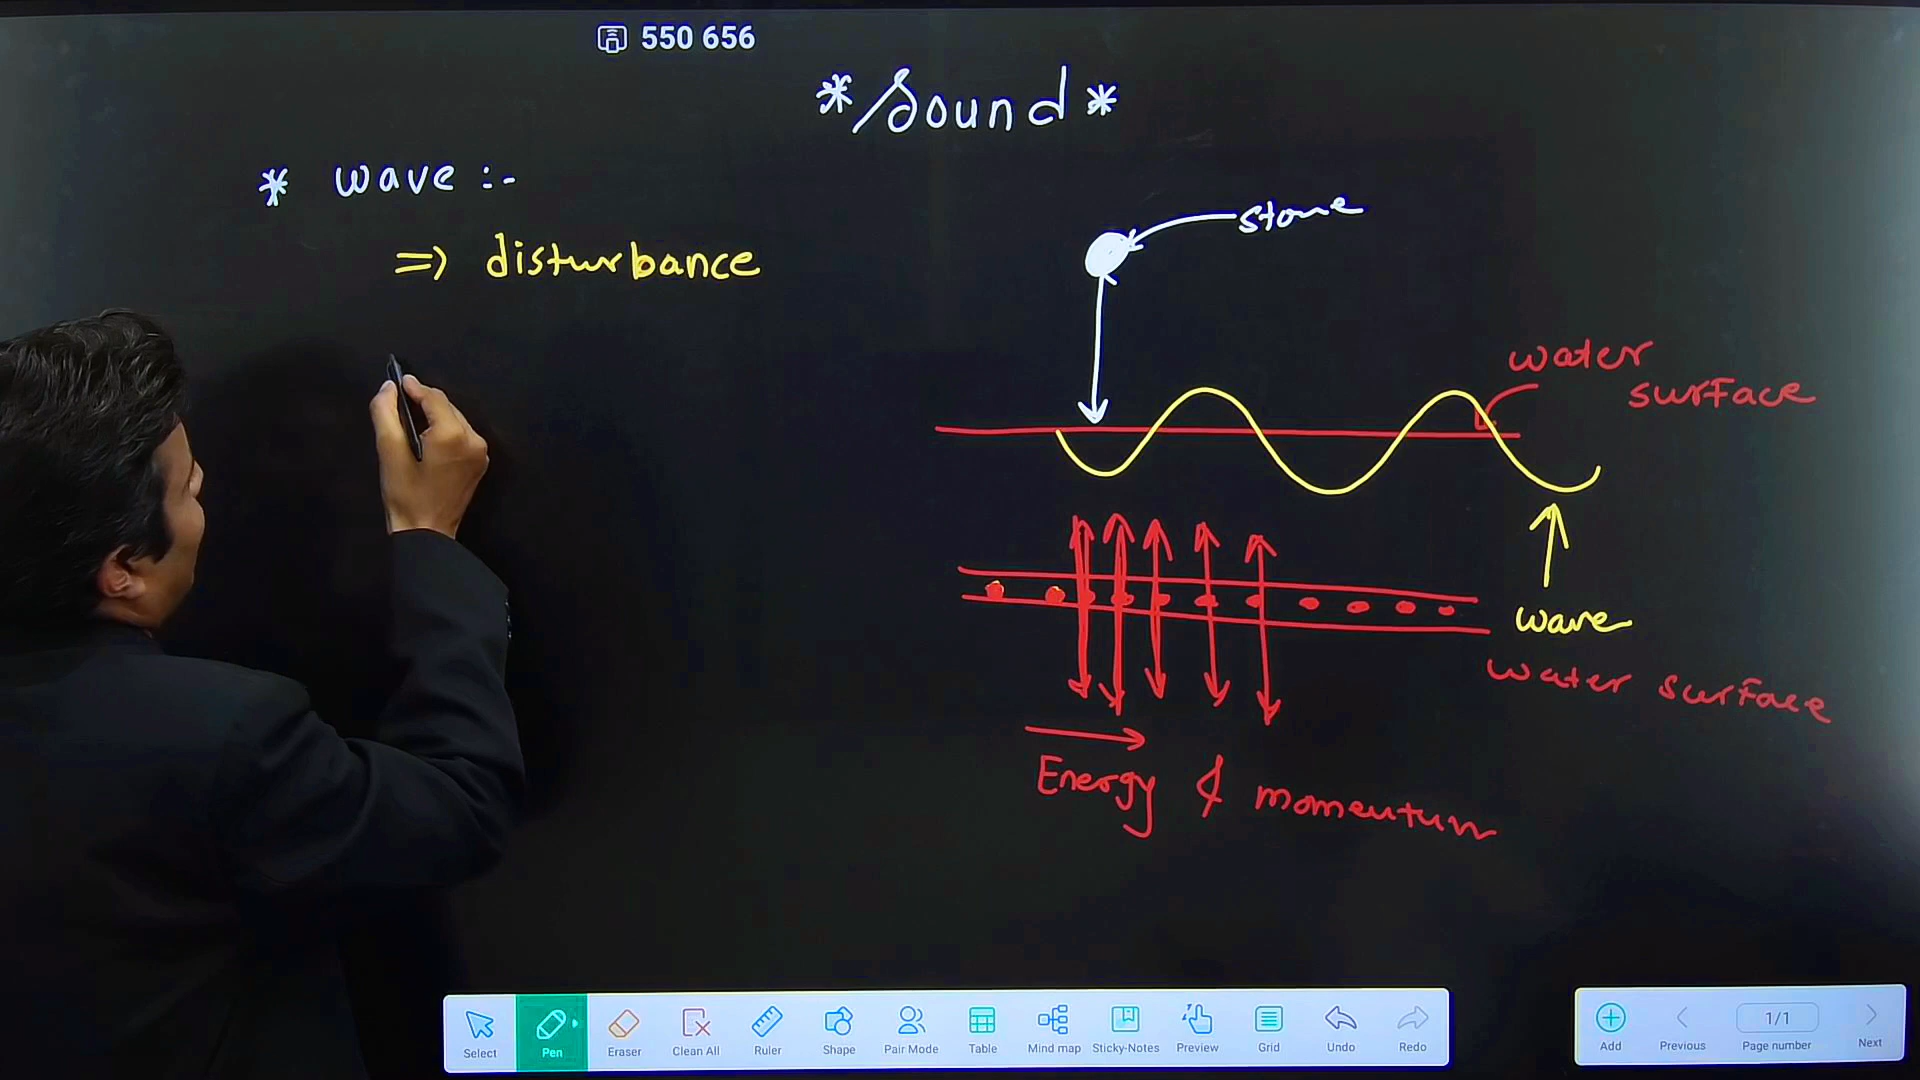 550 656
* Sound *
* wave :-
=> disturbance
stone
water
surface
wave
water surface
Energy & momentum
Select Pen Eraser Clean All Ruler Shape Pair Mode Table Mind map Sticky-Notes Preview Grid Undo Redo
Add Previous 1/1 Page number Next